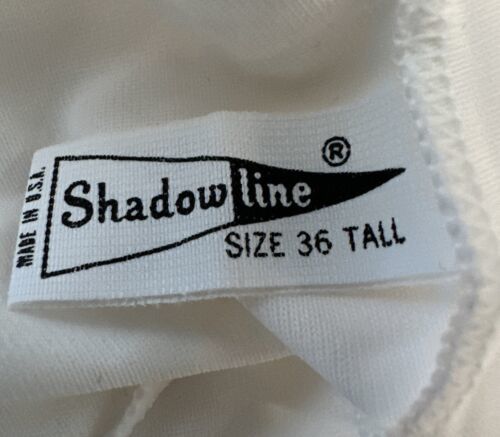 MADE IN U.S.A.
Shadowline ®
SIZE 36 TALL